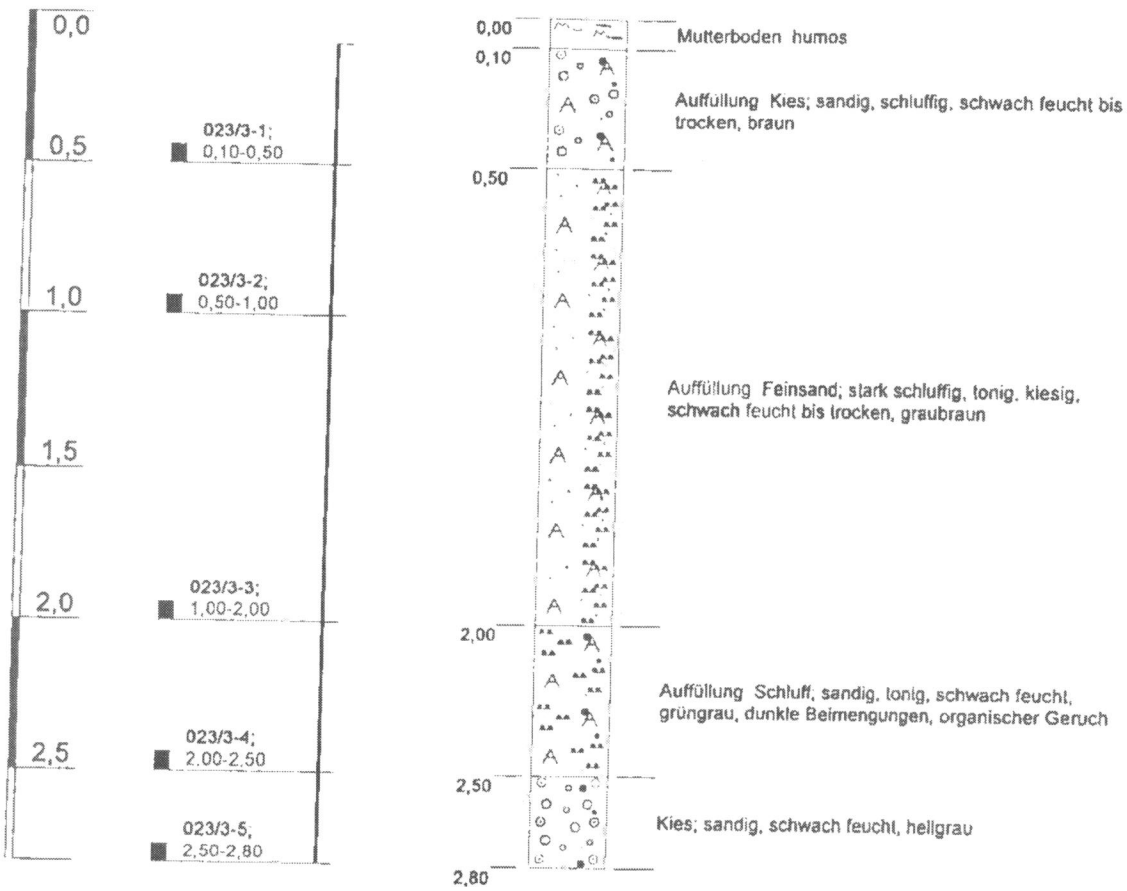 0,0
0,5
1,0
1,5
2,0
2,5
023/3-1;
0,10-0,50
023/3-2;
0,50-1,00
023/3-3;
1,00-2,00
023/3-4;
2,00-2,50
023/3-5;
2,50-2,80
0,00
0,10
0,50
2,00
2,50
2,80
Mutterboden humos
Auffüllung Kies; sandig, schluffig, schwach feucht bis
trocken, braun
Auffüllung Feinsand; stark schluffig, tonig, kiesig,
schwach feucht bis trocken, graubraun
Auffüllung Schluff; sandig, tonig, schwach feucht,
grüngrau, dunkle Beimengungen, organischer Geruch
Kies; sandig, schwach feucht, hellgrau